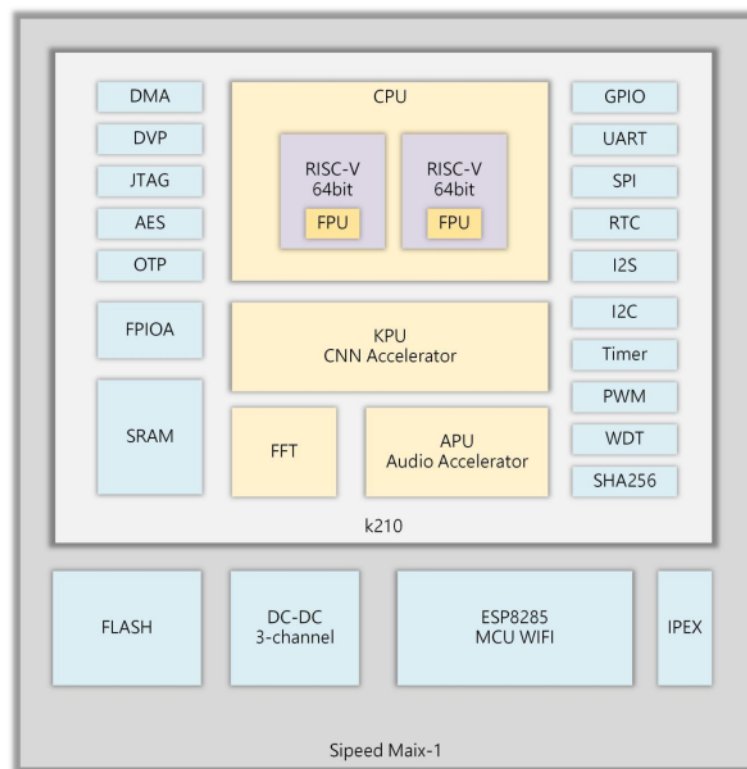 DMA
DVP
JTAG
AES
OTP
FPIOA
SRAM
CPU
RISC-V
64bit
FPU
RISC-V
64bit
FPU
KPU
CNN Accelerator
FFT
APU
Audio Accelerator
GPIO
UART
SPI
RTC
I2S
I2C
Timer
PWM
WDT
SHA256
k210
FLASH
DC-DC
3-channel
ESP8285
MCU WIFI
IPEX
Sipeed Maix-1